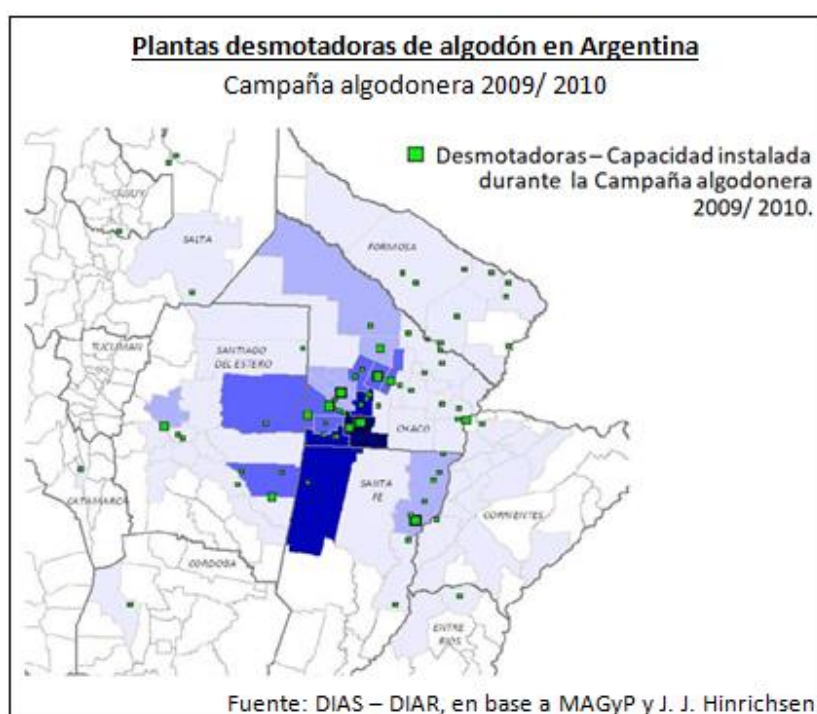 Plantas desmotadoras de algodón en Argentina
Campaña algodonera 2009/ 2010
Desmotadoras – Capacidad instalada
durante la Campaña algodonera
2009/ 2010.
JUJUY
SALTA
FORMOSA
TUCUMAN
SANTIAGO
DEL ESTERO
CHACO
CATAMARCA
SANTA
FE
CORRIENTES
CORDOBA
ENTRE
RIOS
Fuente: DIAS – DIAR, en base a MAGyP y J. J. Hinrichsen